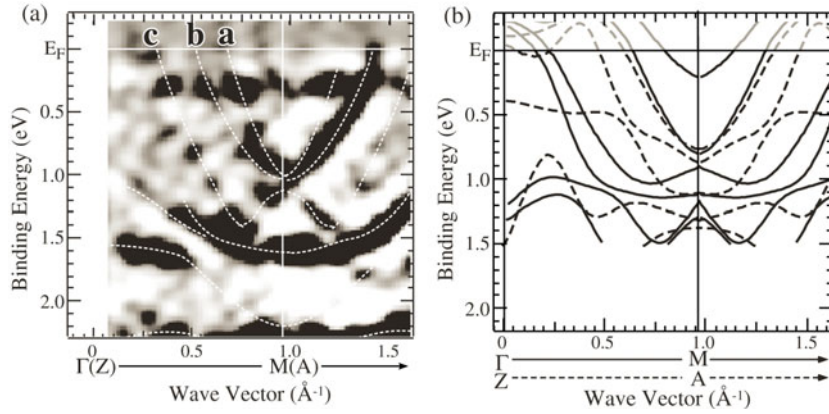 (a)
c b a
E_F
0.5
1.0
1.5
2.0
Binding Energy (eV)
0 0.5 1.0 1.5
Γ(Z) M(A)
Wave Vector (Å⁻¹)
(b)
E_F
0.5
1.0
1.5
2.0
Binding Energy (eV)
0 0.5 1.0 1.5
Γ M
Z A
Wave Vector (Å⁻¹)